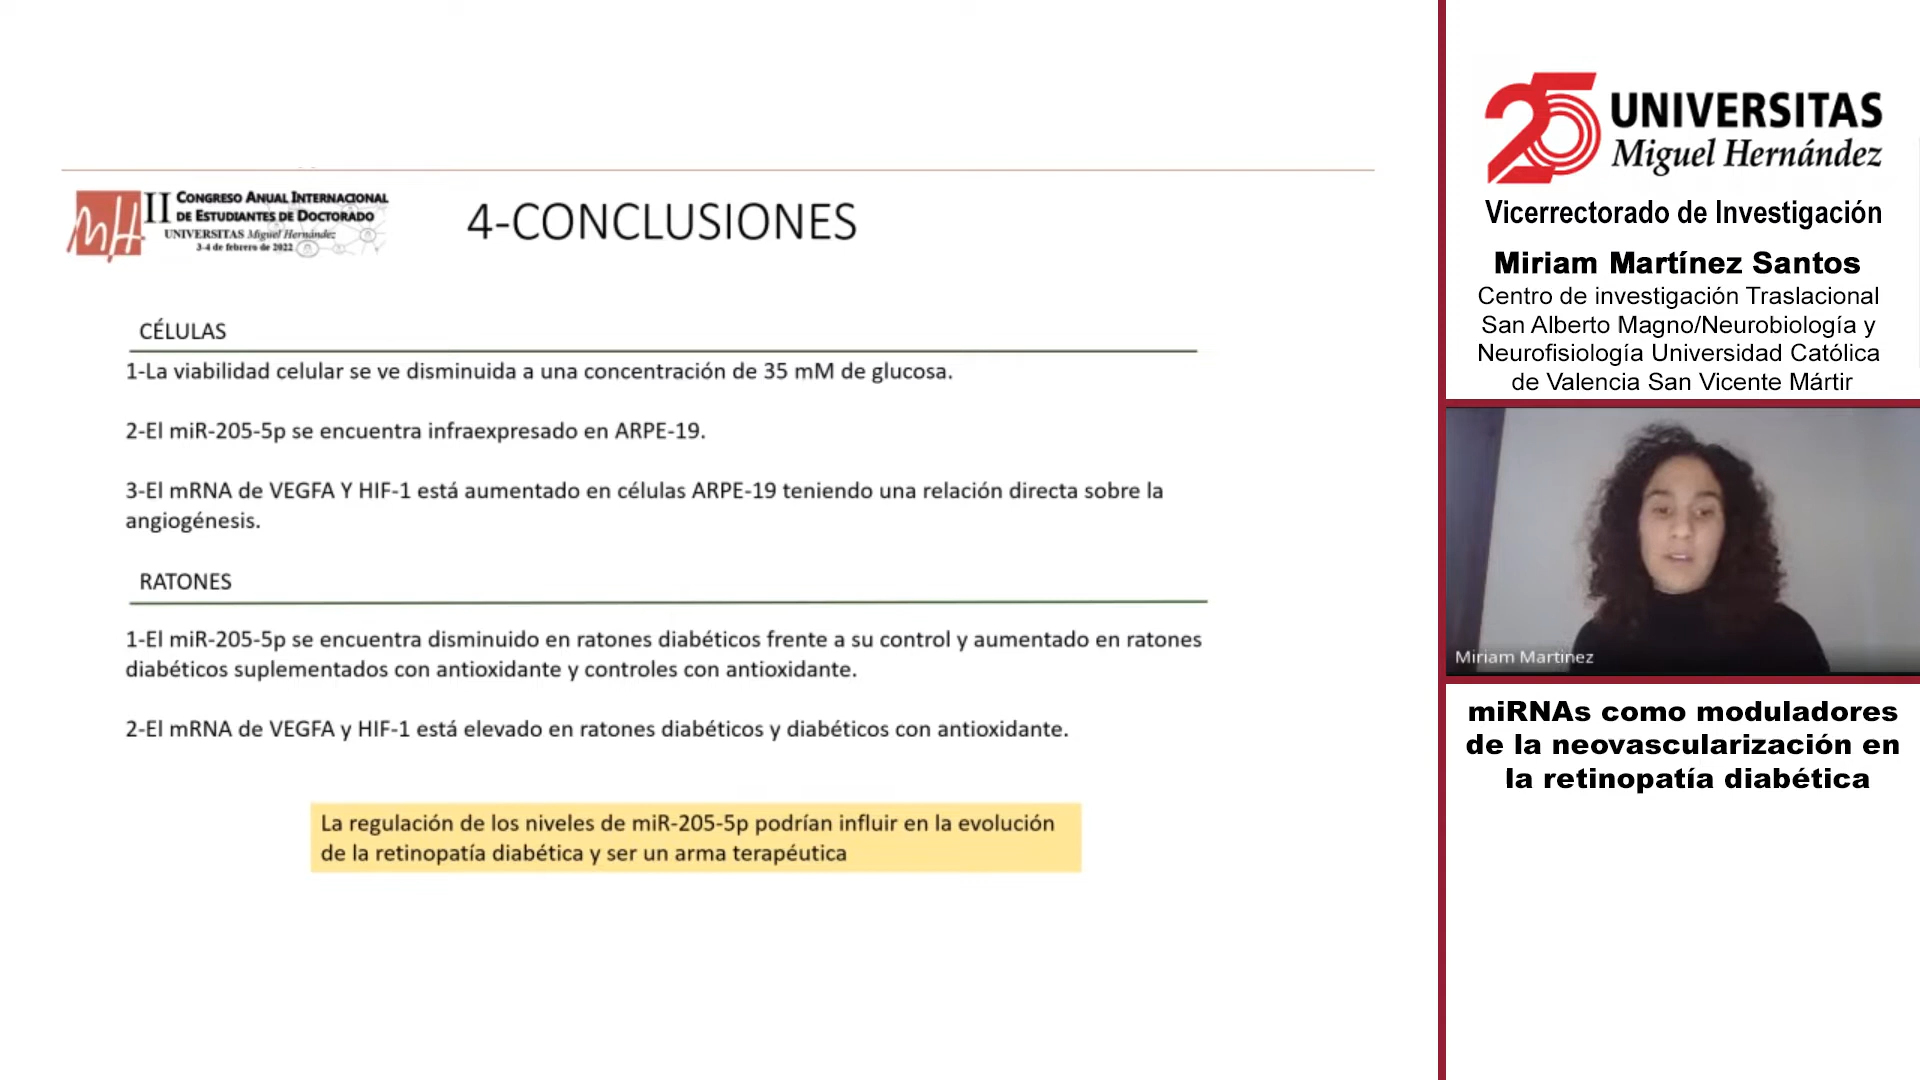 II CONGRESO ANUAL INTERNACIONAL
DE ESTUDIANTES DE DOCTORADO
UNIVERSITAS Miguel Hernández
3-4 de febrero de 2022
4-CONCLUSIONES
CÉLULAS
1-La viabilidad celular se ve disminuida a una concentración de 35 mM de glucosa.
2-El miR-205-5p se encuentra infraexpresado en ARPE-19.
3-El mRNA de VEGFA Y HIF-1 está aumentado en células ARPE-19 teniendo una relación directa sobre la
angiogénesis.
RATONES
1-El miR-205-5p se encuentra disminuido en ratones diabéticos frente a su control y aumentado en ratones
diabéticos suplementados con antioxidante y controles con antioxidante.
2-El mRNA de VEGFA y HIF-1 está elevado en ratones diabéticos y diabéticos con antioxidante.
La regulación de los niveles de miR-205-5p podrían influir en la evolución
de la retinopatía diabética y ser un arma terapéutica
25 UNIVERSITAS
Miguel Hernández
Vicerrectorado de Investigación
Miriam Martínez Santos
Centro de investigación Traslacional
San Alberto Magno/Neurobiología y
Neurofisiología Universidad Católica
de Valencia San Vicente Mártir
Miriam Martinez
miRNAs como moduladores
de la neovascularización en
la retinopatía diabética